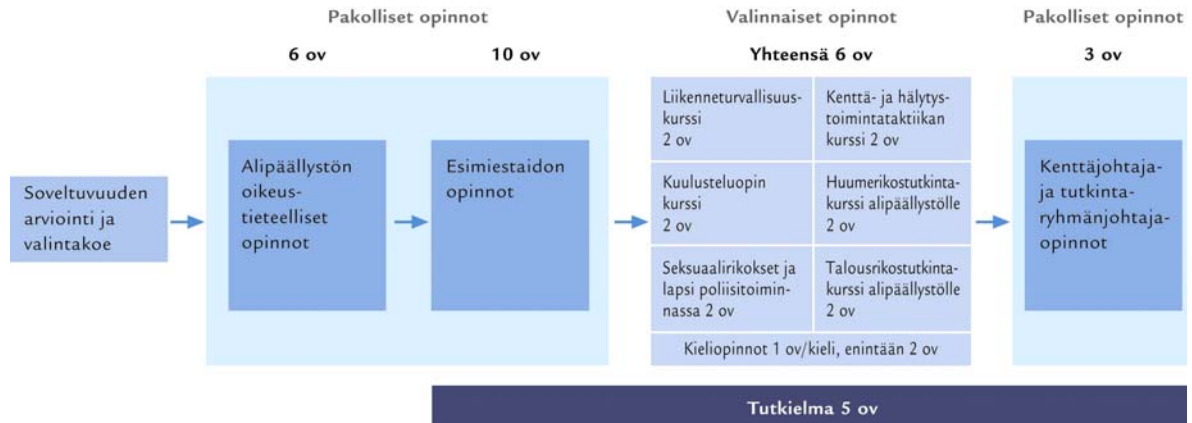 Pakolliset opinnot
Valinnaiset opinnot
Pakolliset opinnot
6 ov
10 ov
Yhteensä 6 ov
3 ov
Soveltuvuuden
arviointi ja
valintakoe
Alipäällystön
oikeus-
tieteelliset
opinnot
Esimiestaidon
opinnot
Liikenneturvallisuus-
kurssi
2 ov
Kenttä- ja hälytys-
toimintataktiikan
kurssi 2 ov
Kuulusteluopin
kurssi
2 ov
Huumerikostutkinta-
kurssi alipäällystölle
2 ov
Seksuaalirikokset ja
lapsi poliisitoimin-
nassa 2 ov
Talousrikostutkinta-
kurssi alipäällystölle
2 ov
Kieliopinnot 1 ov/kieli, enintään 2 ov
Kenttäjohtaja-
ja tutkinta-
ryhmänjohtaja-
opinnot
Tutkielma 5 ov